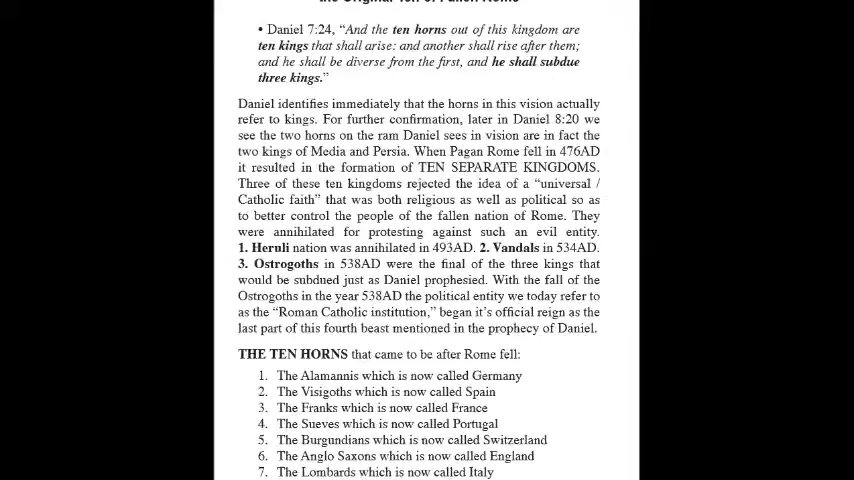 the Original Ten of Fallen Rome
• Daniel 7:24, “And the ten horns out of this kingdom are
ten kings that shall arise: and another shall rise after them;
and he shall be diverse from the first, and he shall subdue
three kings.”
Daniel identifies immediately that the horns in this vision actually
refer to kings. For further confirmation, later in Daniel 8:20 we
see the two horns on the ram Daniel sees in vision are in fact the
two kings of Media and Persia. When Pagan Rome fell in 476AD
it resulted in the formation of TEN SEPARATE KINGDOMS.
Three of these ten kingdoms rejected the idea of a “universal /
Catholic faith” that was both religious as well as political so as
to better control the people of the fallen nation of Rome. They
were annihilated for protesting against such an evil entity.
1. Heruli nation was annihilated in 493AD. 2. Vandals in 534AD.
3. Ostrogoths in 538AD were the final of the three kings that
would be subdued just as Daniel prophesied. With the fall of the
Ostrogoths in the year 538AD the political entity we today refer to
as the “Roman Catholic institution,” began it’s official reign as the
last part of this fourth beast mentioned in the prophecy of Daniel.
THE TEN HORNS that came to be after Rome fell:
1. The Alamannis which is now called Germany
2. The Visigoths which is now called Spain
3. The Franks which is now called France
4. The Sueves which is now called Portugal
5. The Burgundians which is now called Switzerland
6. The Anglo Saxons which is now called England
7. The Lombards which is now called Italy